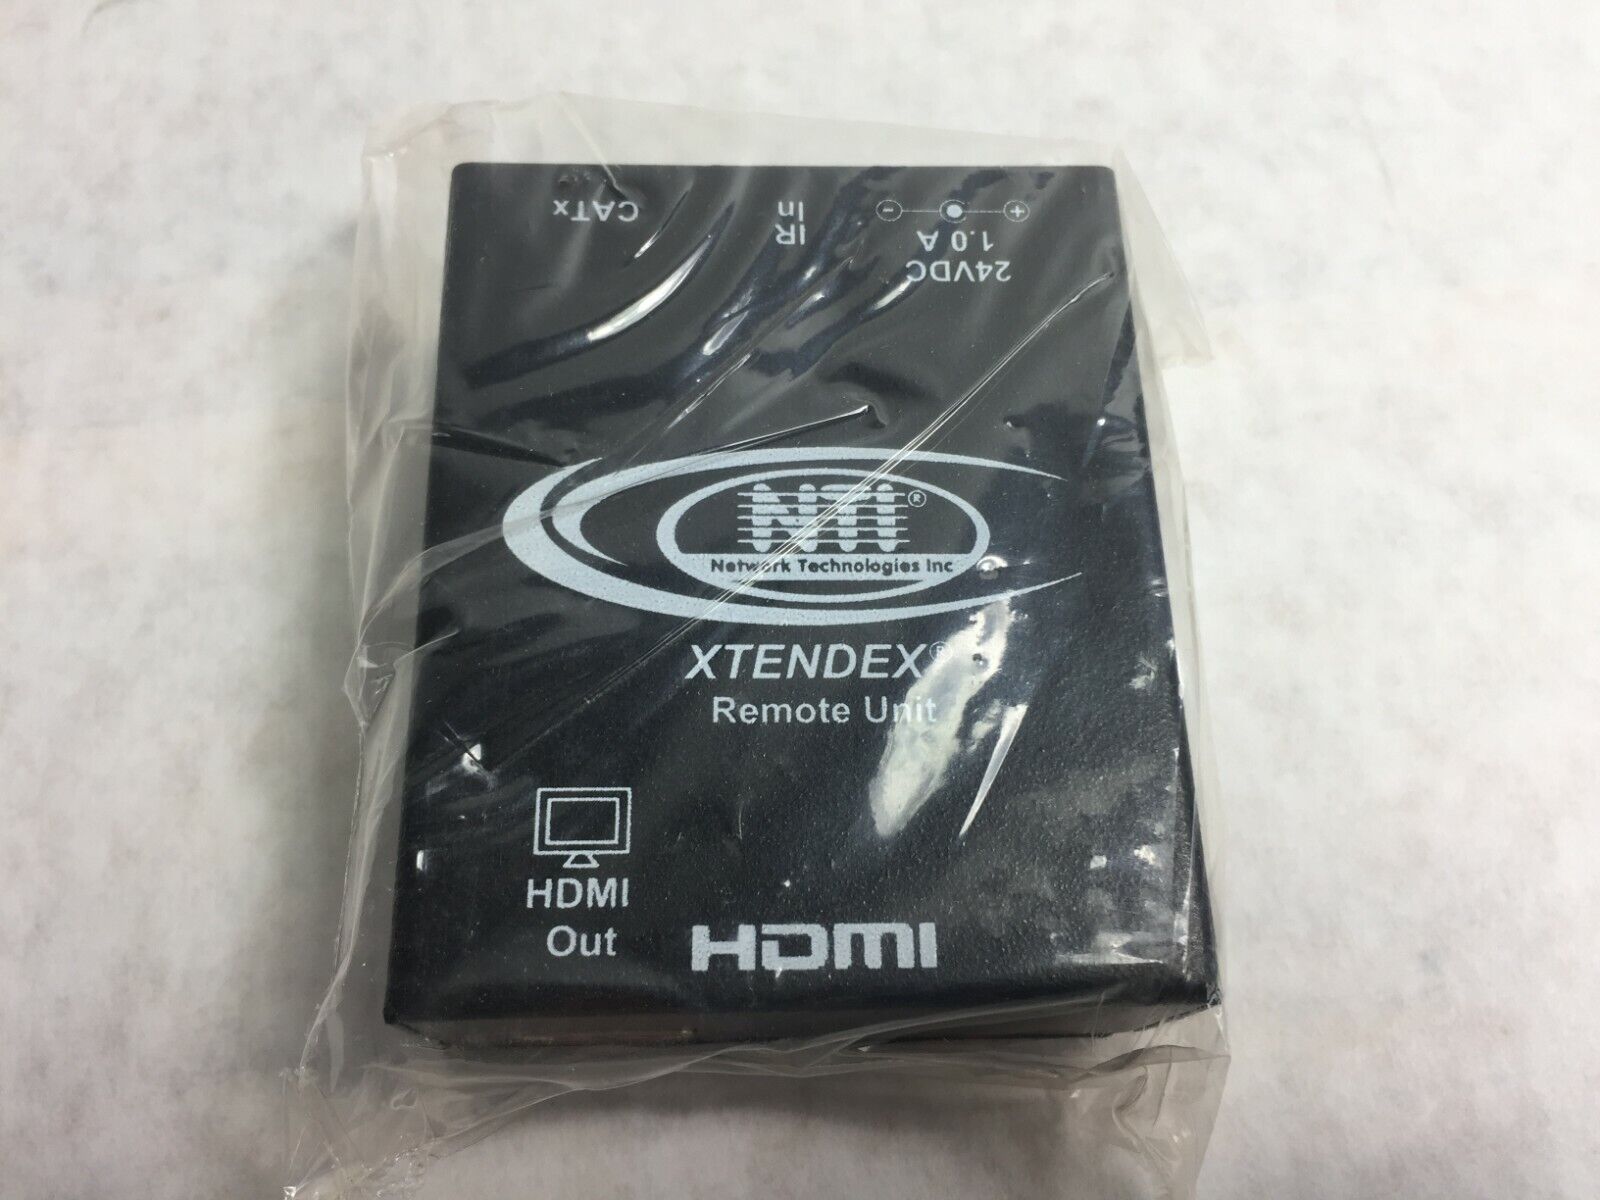 CATx
IR
In
- +
24VDC
1.0 A
NTI®
Network Technologies Inc
XTENDEX®
Remote Unit
HDMI
Out
HDMI